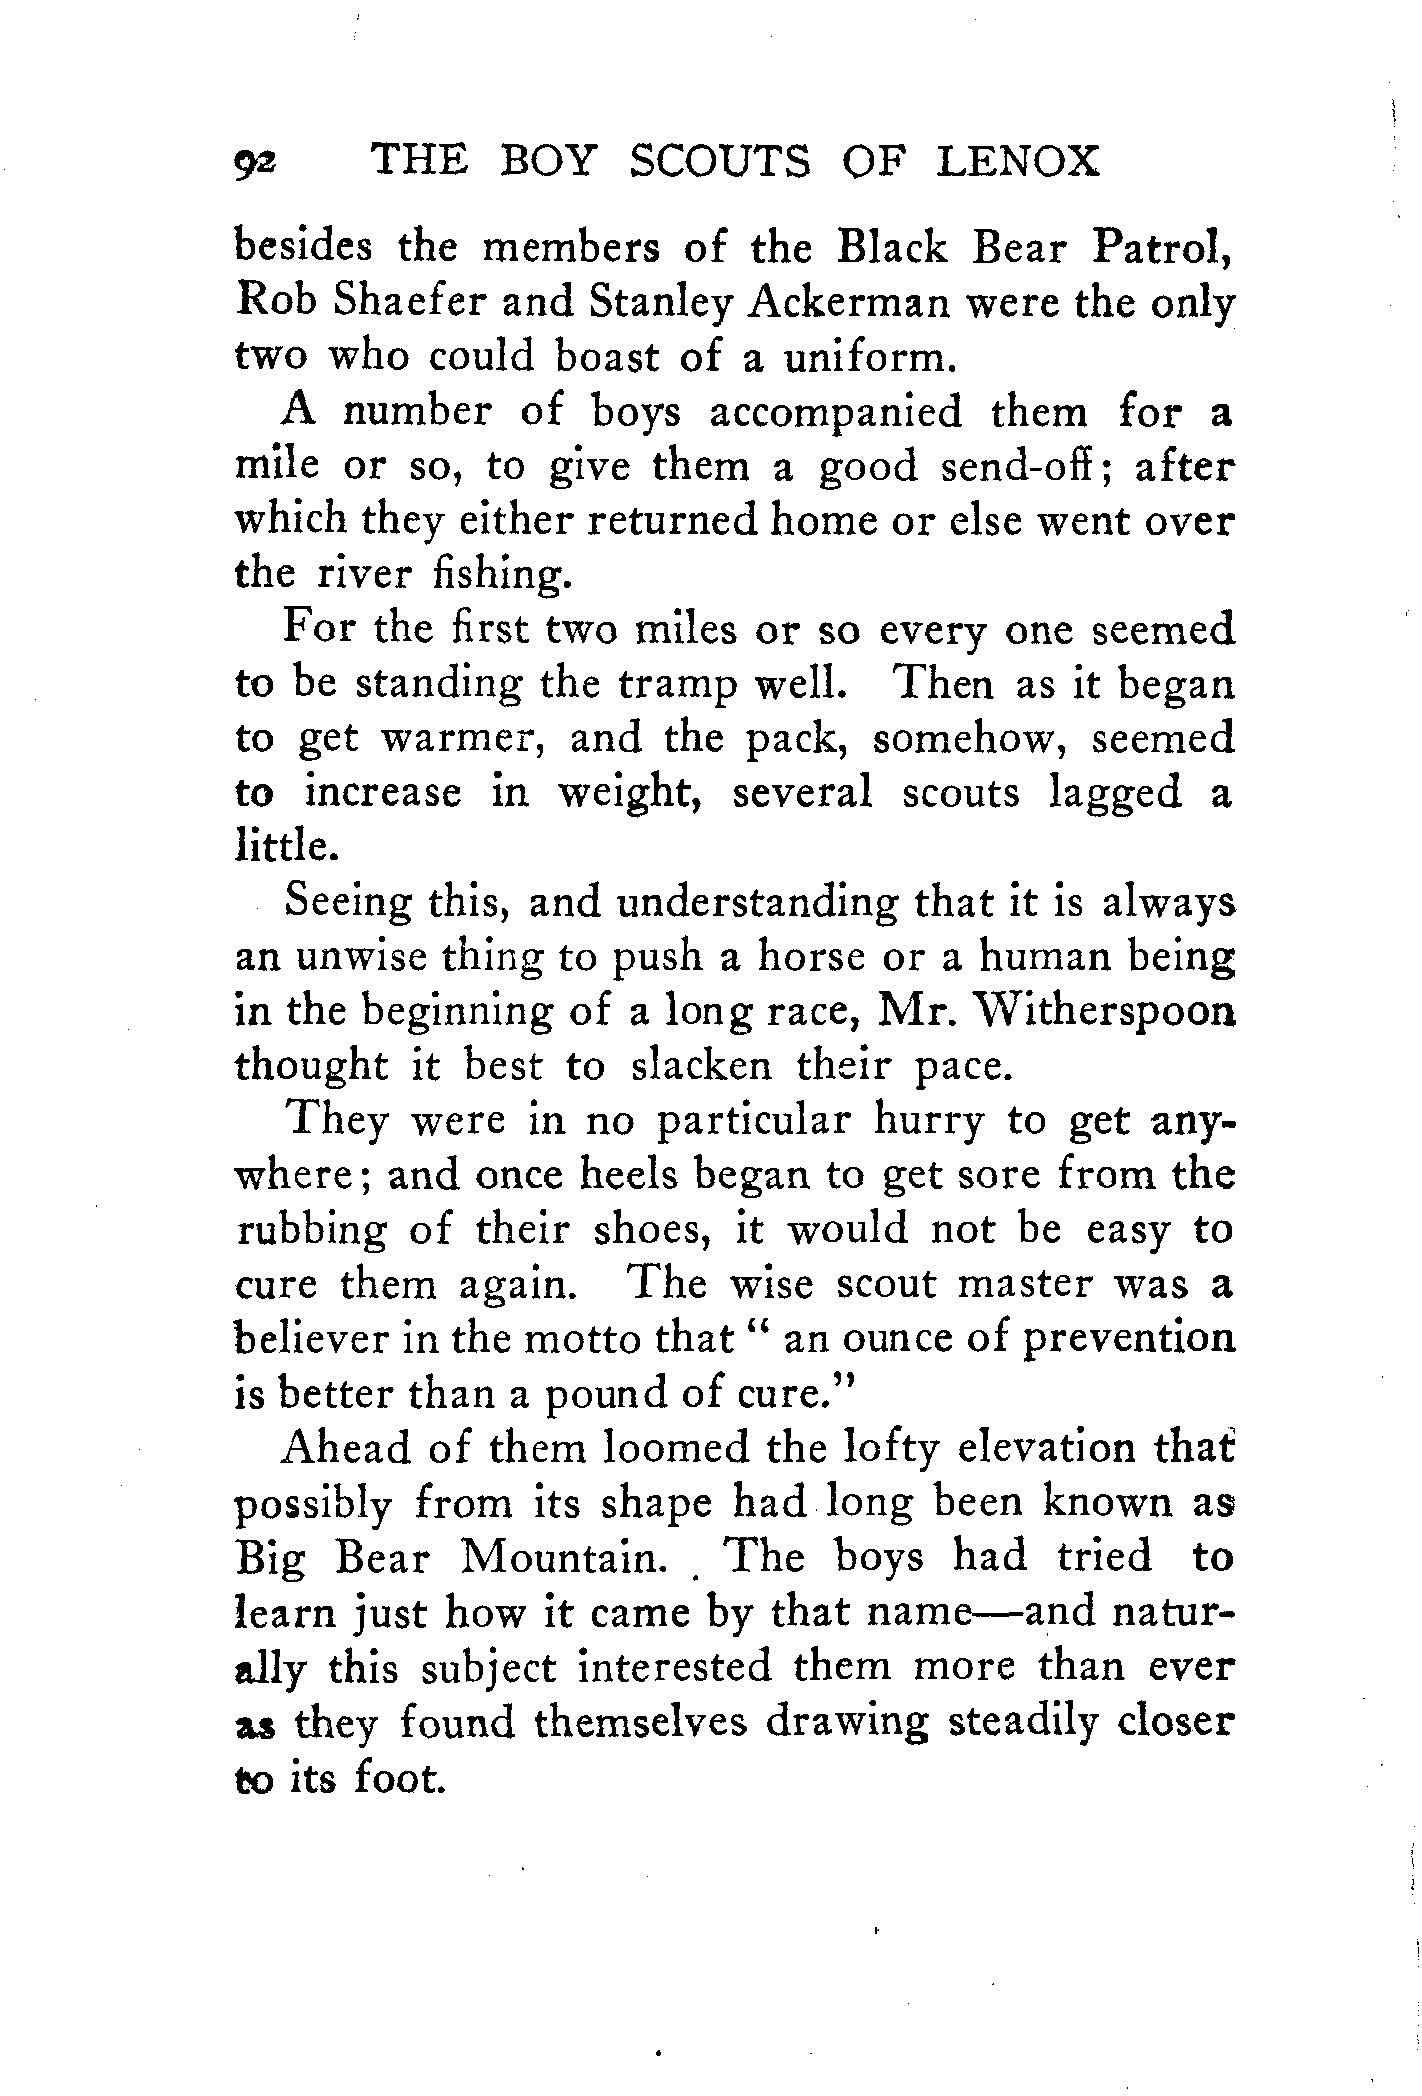 92 THE BOY SCOUTS OF LENOX
besides the members of the Black Bear Patrol,
Rob Shaefer and Stanley Ackerman were the only
two who could boast of a uniform.
A number of boys accompanied them for a
mile or so, to give them a good send-off; after
which they either returned home or else went over
the river fishing.
For the first two miles or so every one seemed
to be standing the tramp well. Then as it began
to get warmer, and the pack, somehow, seemed
to increase in weight, several scouts lagged a
little.
Seeing this, and understanding that it is always
an unwise thing to push a horse or a human being
in the beginning of a long race, Mr. Witherspoon
thought it best to slacken their pace.
They were in no particular hurry to get any-
where; and once heels began to get sore from the
rubbing of their shoes, it would not be easy to
cure them again. The wise scout master was a
believer in the motto that “ an ounce of prevention
is better than a pound of cure.”
Ahead of them loomed the lofty elevation that
possibly from its shape had long been known as
Big Bear Mountain. The boys had tried to
learn just how it came by that name—and natur-
ally this subject interested them more than ever
as they found themselves drawing steadily closer
to its foot.